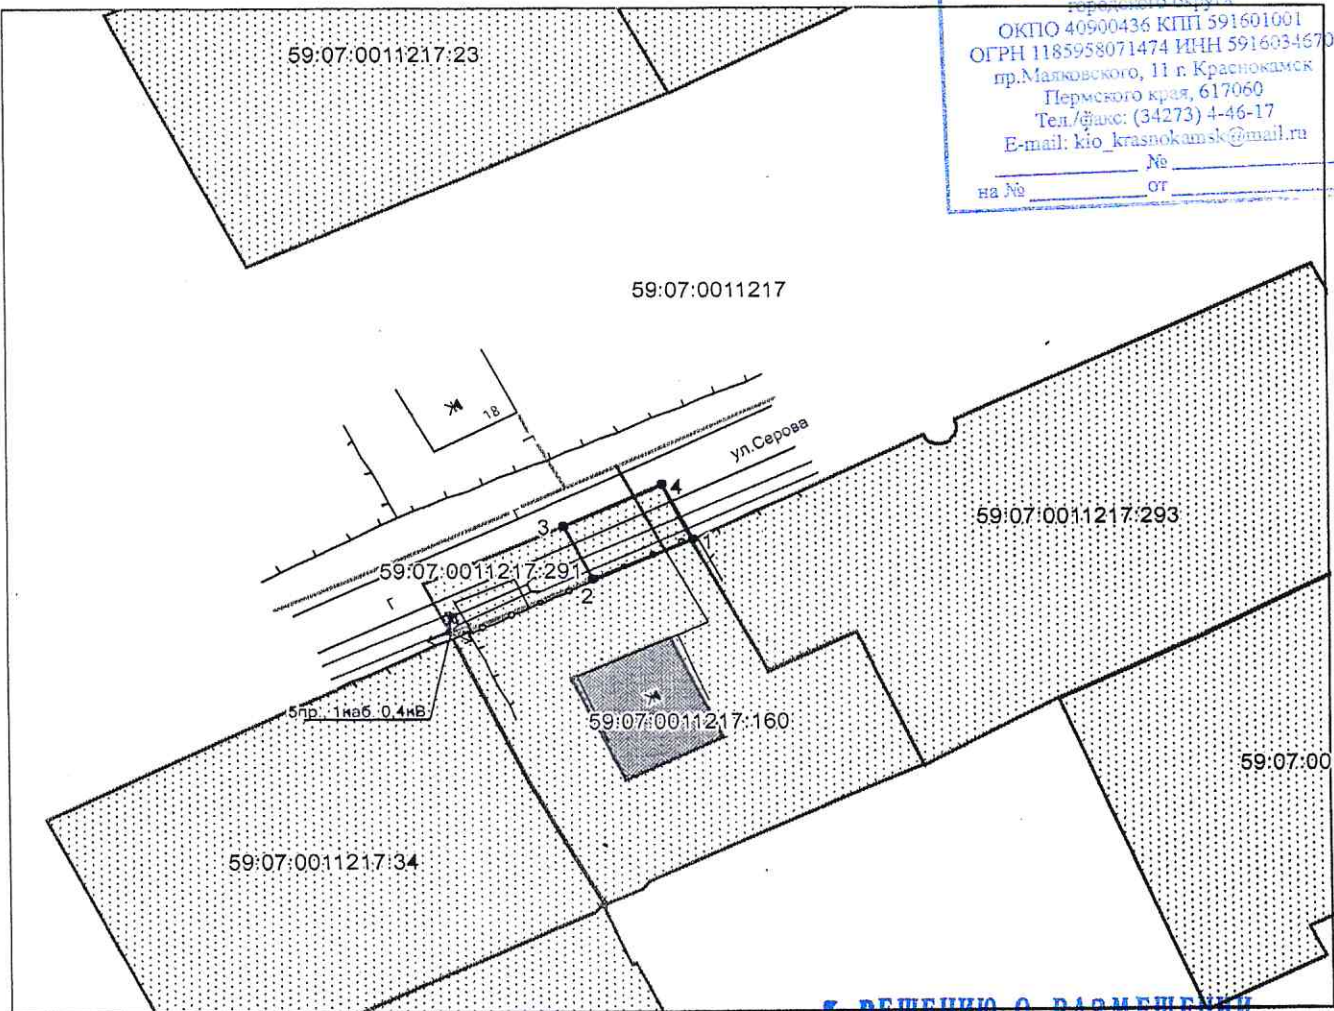 городского округа
ОКПО 40900436 КПП 591601001
ОГРН 1185958071474 ИНН 5916034670
пр.Маяковского, 11 г. Краснокамск
Пермского края, 617060
Тел./факс: (34273) 4-46-17
E-mail: kio_krasnokamsk@mail.ru
№
на № от
59:07:0011217:23
59:07:0011217
Ж
18
ул.Серова
4
3
Г
59:07:0011217:293
1
59:07:0011217:291
2
Г
5пр., 1каб. 0,4кВ
Ж
59:07:0011217:160
59:07:00
59:07:0011217:34
К РЕШЕНИЮ О РАЗМЕЩЕНИИ